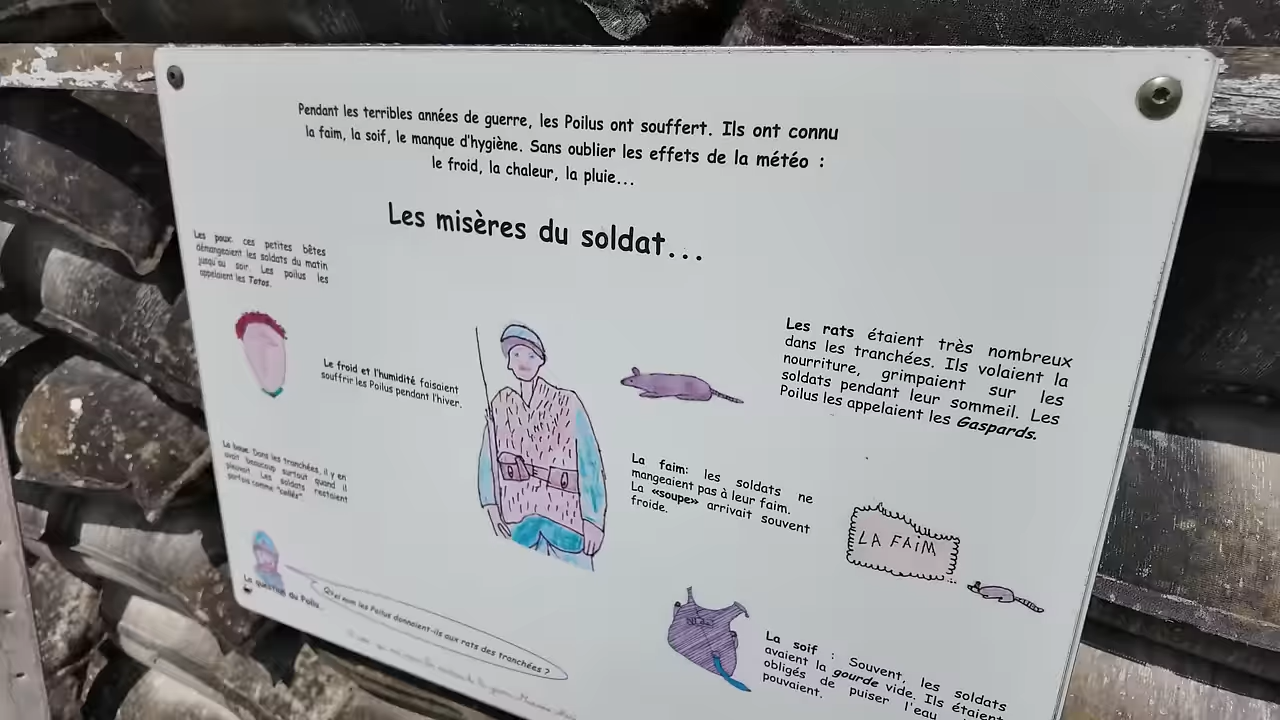 Pendant les terribles années de guerre, les Poilus ont souffert. Ils ont connu
la faim, la soif, le manque d'hygiène. Sans oublier les effets de la météo :
le froid, la chaleur, la pluie...
Les misères du soldat...
Les poux: ces petites bêtes
démangeaient les soldats du matin
jusqu'au soir. Les poilus les
appelaient les Totos.
Le froid et l'humidité faisaient
souffrir les Poilus pendant l'hiver.
La boue: Dans les tranchées, il y en
avait beaucoup surtout quand il
pleuvait. Les soldats restaient
parfois comme "collés".
Les rats étaient très nombreux
dans les tranchées. Ils volaient la
nourriture, grimpaient sur les
soldats pendant leur sommeil. Les
Poilus les appelaient les Gaspards.
La faim: les soldats ne
mangeaient pas à leur faim.
La «soupe» arrivait souvent
froide.
LA FAIM
La soif : Souvent, les soldats
avaient la gourde vide. Ils étaient
obligés de puiser l'eau
pouvaient.
La question du Poilu
Quel nom les Poilus donnaient-ils aux rats des tranchées ?